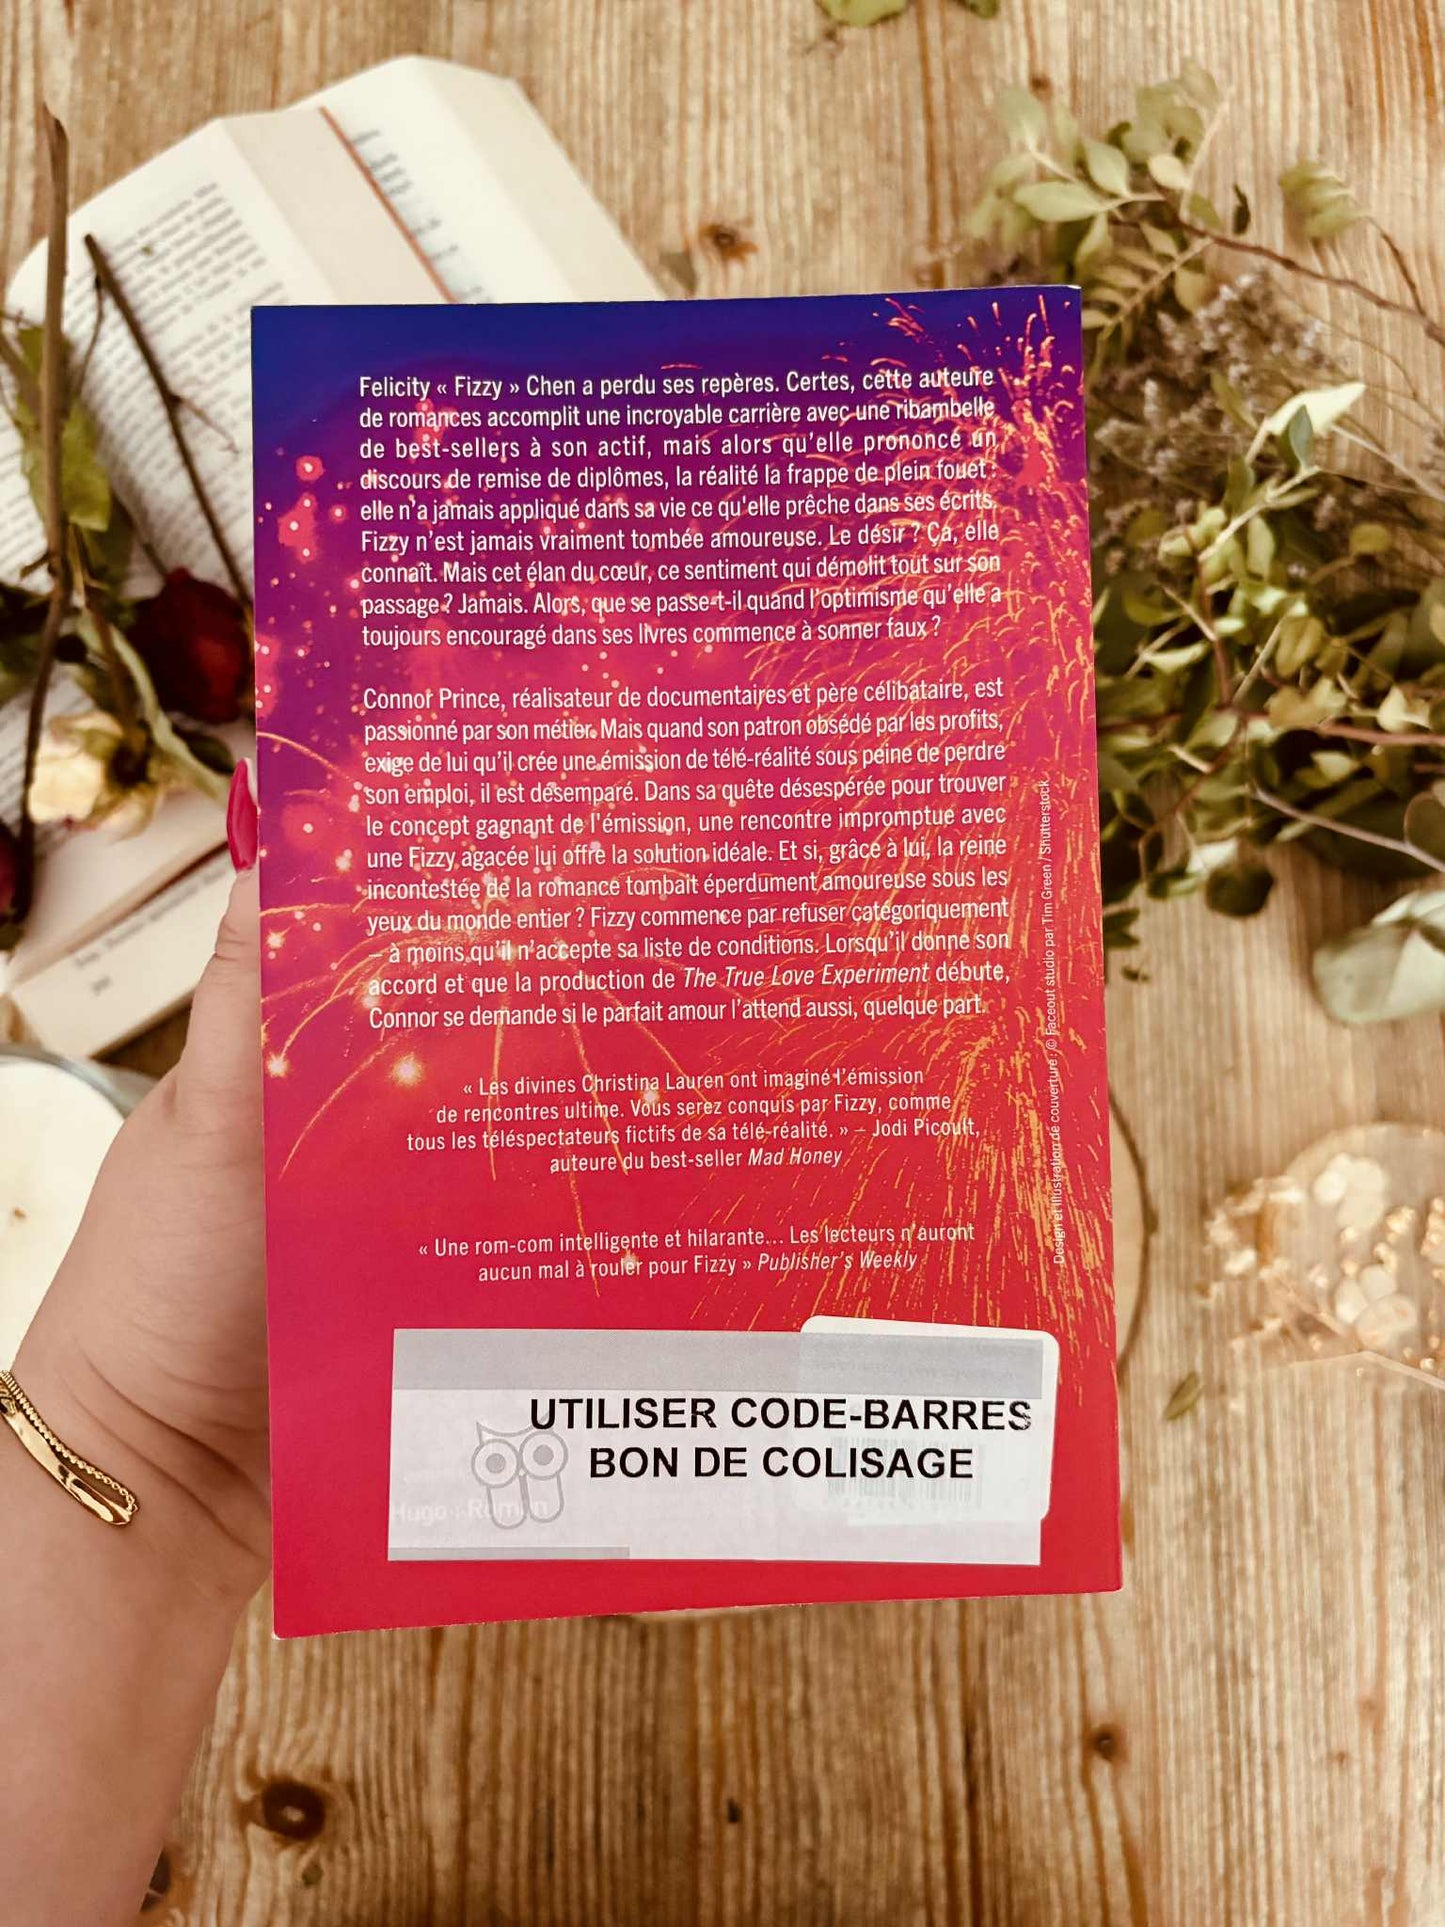 Felicity « Fizzy » Chen a perdu ses repères. Certes, cette auteure
de romances accomplit une incroyable carrière avec une ribambelle
de best-sellers à son actif, mais alors qu'elle prononce un
discours de remise de diplômes, la réalité la frappe de plein fouet :
elle n'a jamais appliqué dans sa vie ce qu'elle prêche dans ses écrits.
Fizzy n'est jamais vraiment tombée amoureuse. Le désir ? Ça, elle
connaît. Mais cet élan du cœur, ce sentiment qui démolit tout sur son
passage ? Jamais. Alors, que se passe-t-il quand l'optimisme qu'elle a
toujours encouragé dans ses livres commence à sonner faux ?
Connor Prince, réalisateur de documentaires et père célibataire, est
passionné par son métier. Mais quand son patron obsédé par les profits,
exige de lui qu'il crée une émission de télé-réalité sous peine de perdre
son emploi, il est désemparé. Dans sa quête désespérée pour trouver
le concept gagnant de l'émission, une rencontre impromptue avec
une Fizzy agacée lui offre la solution idéale. Et si, grâce à lui, la reine
incontestée de la romance tombait éperdument amoureuse sous les
yeux du monde entier ? Fizzy commence par refuser catégoriquement
– à moins qu'il n'accepte sa liste de conditions. Lorsqu'il donne son
accord et que la production de The True Love Experiment débute,
Connor se demande si le parfait amour l'attend aussi, quelque part.
« Les divines Christina Lauren ont imaginé l'émission
de rencontres ultime. Vous serez conquis par Fizzy, comme
tous les téléspectateurs fictifs de sa télé-réalité. » – Jodi Picoult,
auteure du best-seller Mad Honey
« Une rom-com intelligente et hilarante... Les lecteurs n'auront
aucun mal à rouler pour Fizzy » Publisher's Weekly
Design et illustration de couverture : © Faceout studio par Tim Green / Shutterstock
UTILISER CODE-BARRES
BON DE COLISAGE
Hugo Roman